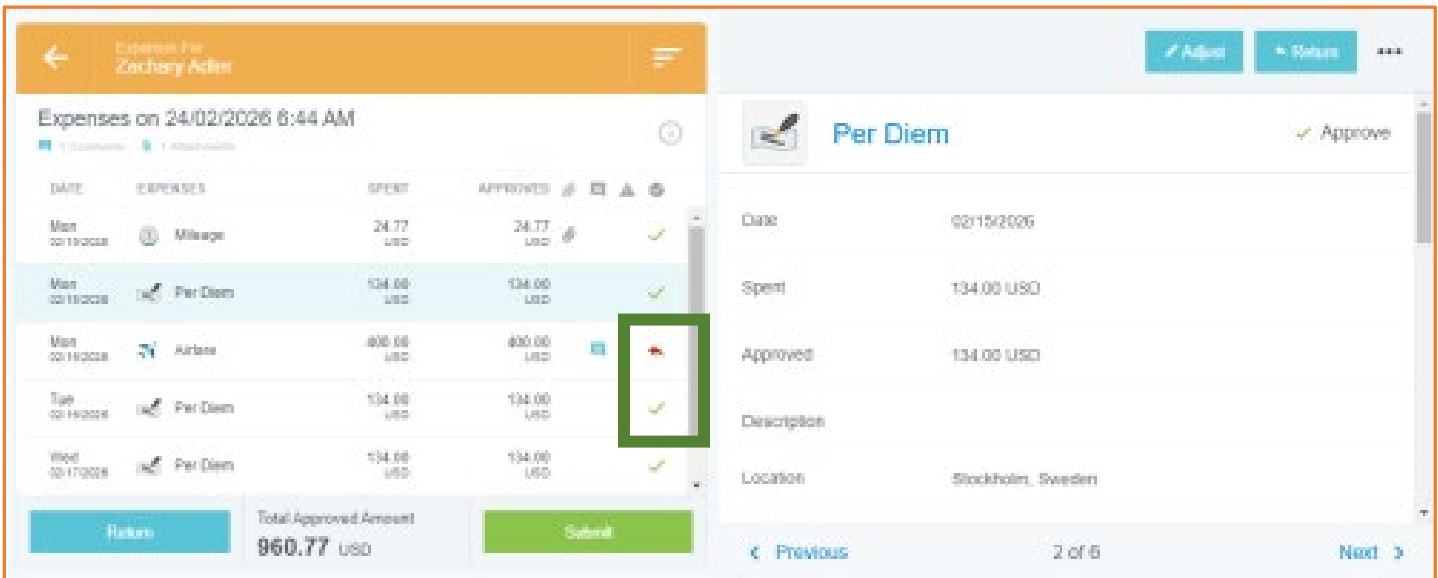 Expenses For
Zachary Adler
Expenses on 24/02/2026 6:44 AM
1 Comments 1 Attachments
DATE EXPENSES SPENT APPROVED
Mon Mileage 24.77 24.77
02/15/2026 USD USD
Mon Per Diem 134.00 134.00
02/15/2026 USD USD
Mon Airfare 400.00 400.00
02/15/2026 USD USD
Tue Per Diem 134.00 134.00
02/16/2026 USD USD
Wed Per Diem 134.00 134.00
02/17/2026 USD USD
Return
Total Approved Amount
960.77 USD
Submit
Adjust
Return
Per Diem
Approve
Date 02/15/2026
Spent 134.00 USD
Approved 134.00 USD
Description
Location Stockholm, Sweden
Previous
2 of 6
Next